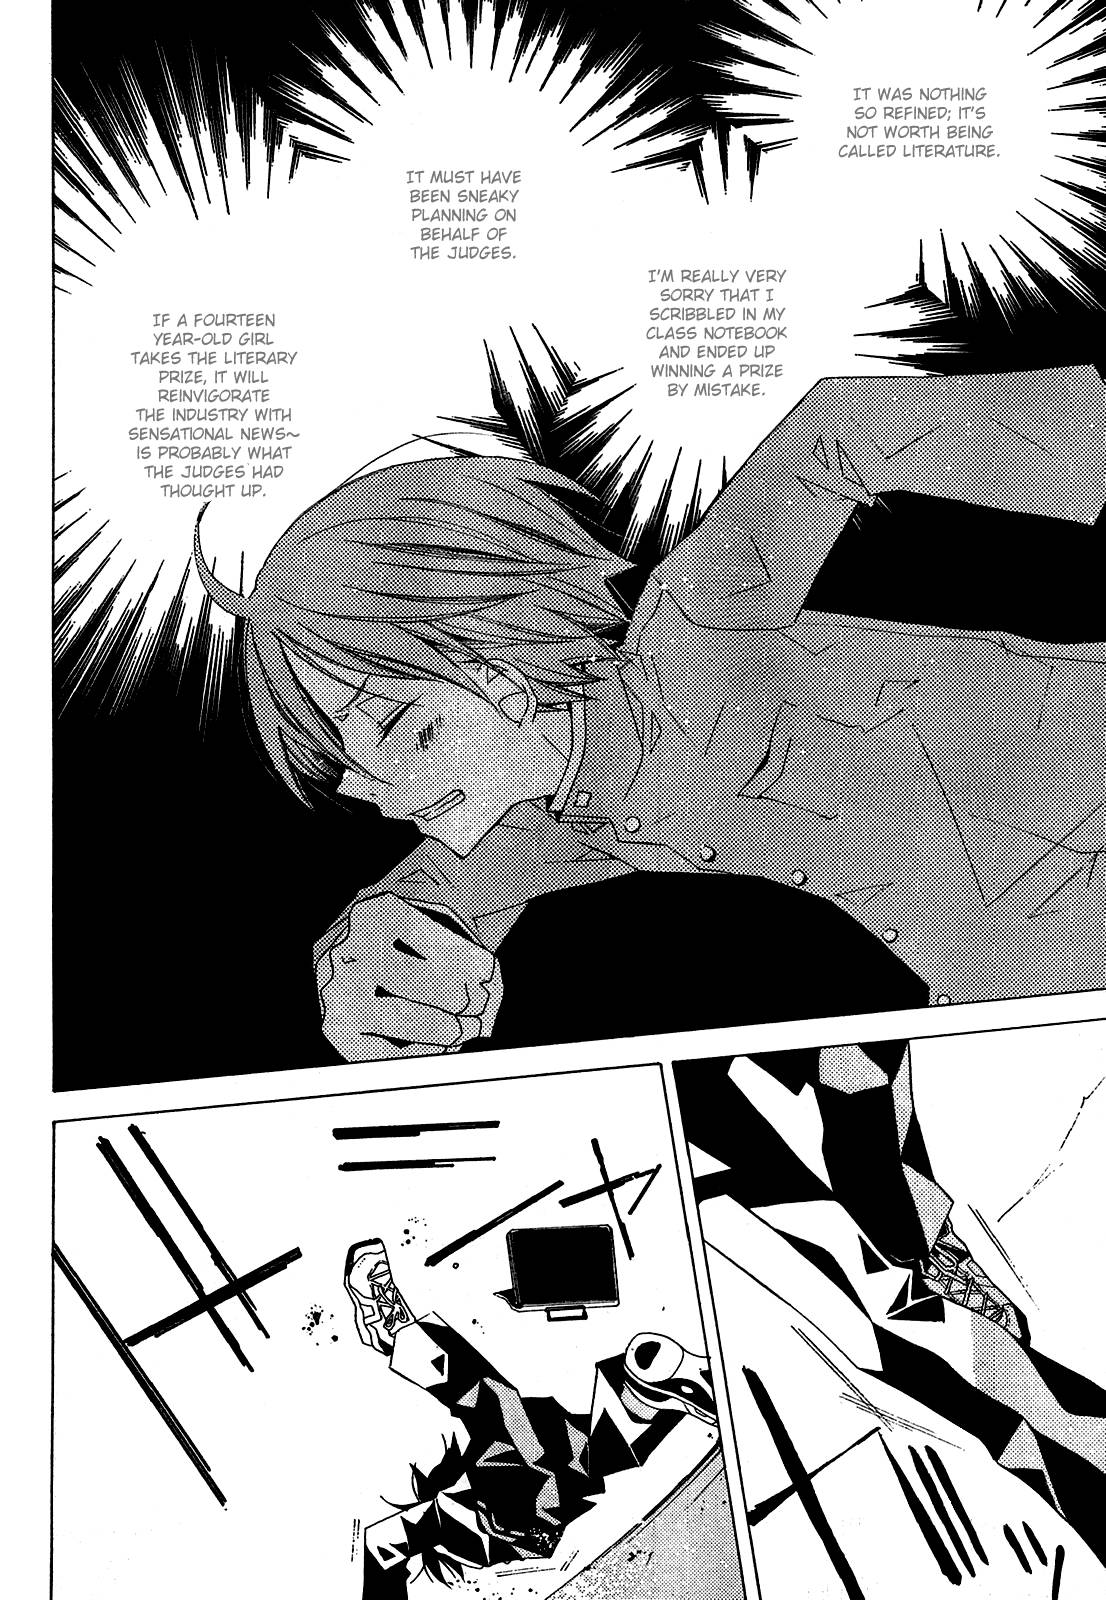 IT WAS NOTHING
SO REFINED; IT'S
NOT WORTH BEING
CALLED LITERATURE.
I'M REALLY VERY
SORRY THAT I
SCRIBBLED IN MY
CLASS NOTEBOOK
AND ENDED UP
WINNING A PRIZE
BY MISTAKE.
IT MUST HAVE
BEEN SNEAKY
PLANNING ON
BEHALF OF
THE JUDGES.
IF A FOURTEEN
YEAR-OLD GIRL
TAKES THE LITERARY
PRIZE, IT WILL
REINVIGORATE
THE INDUSTRY WITH
SENSATIONAL NEWS~
IS PROBABLY WHAT
THE JUDGES HAD
THOUGHT UP.